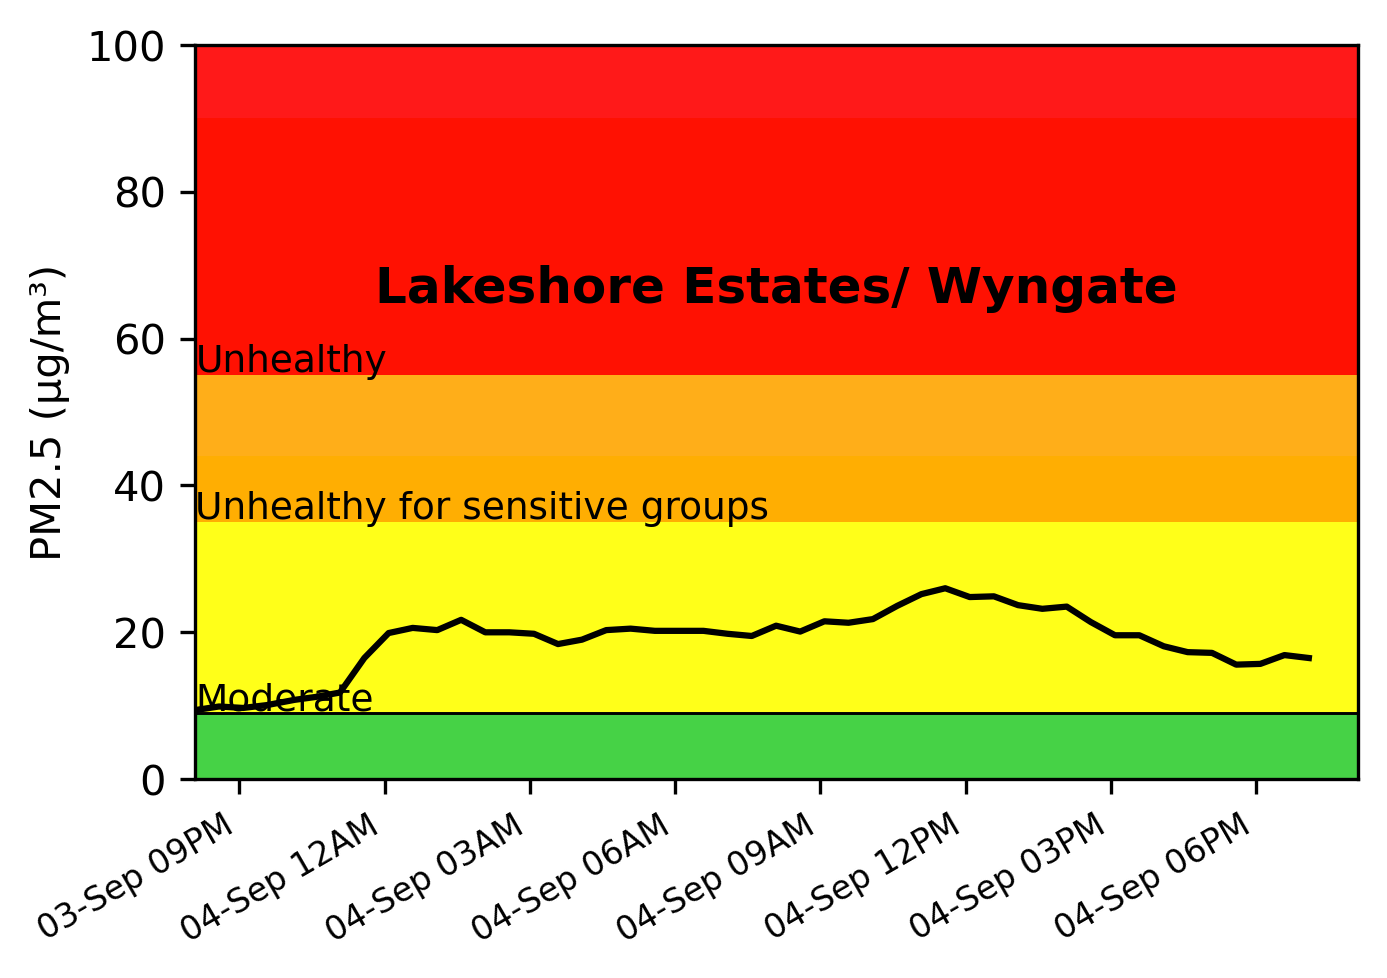 100
80
60
40
20
0
PM2.5 (μg/m³)
Lakeshore Estates/ Wyngate
Unhealthy
Unhealthy for sensitive groups
Moderate
03-Sep 09PM
04-Sep 12AM
04-Sep 03AM
04-Sep 06AM
04-Sep 09AM
04-Sep 12PM
04-Sep 03PM
04-Sep 06PM